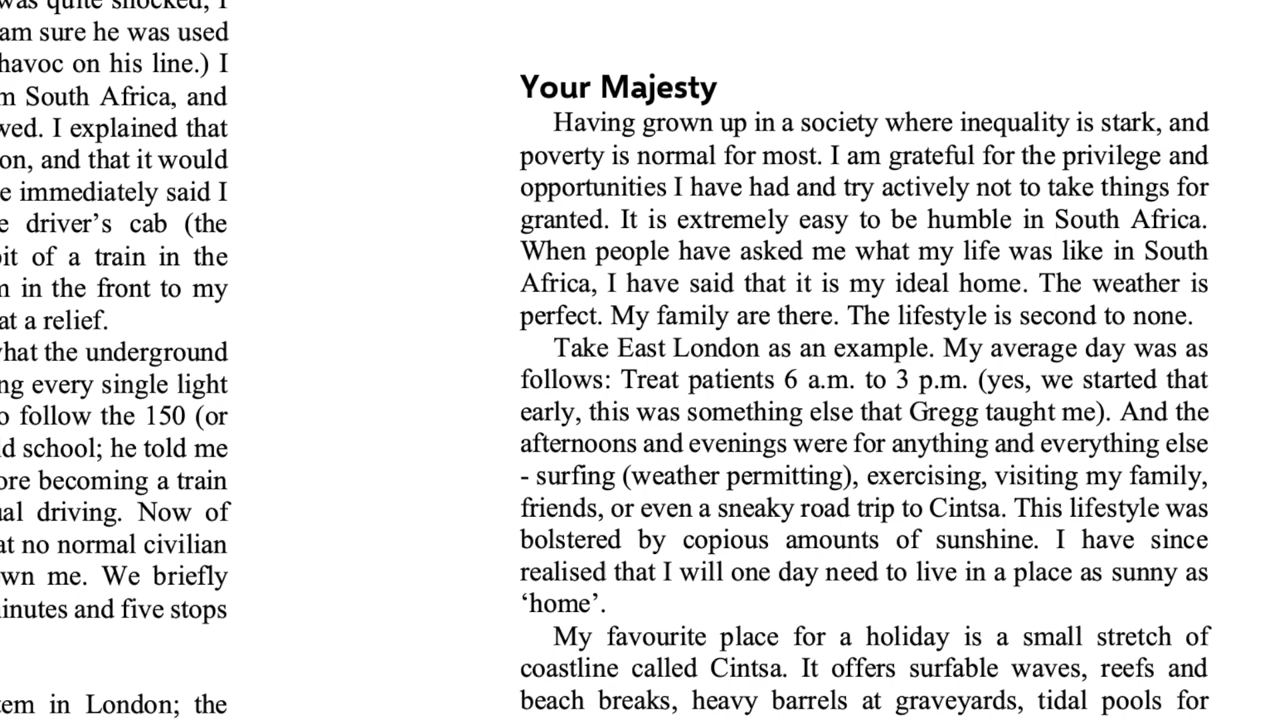 was quite shocked, I
am sure he was used
havoc on his line.) I
m South Africa, and
wed. I explained that
on, and that it would
e immediately said I
e driver's cab (the
bit of a train in the
m in the front to my
at a relief.
what the underground
ng every single light
o follow the 150 (or
ld school; he told me
ore becoming a train
ual driving. Now of
at no normal civilian
own me. We briefly
minutes and five stops
tem in London; the
Your Majesty
Having grown up in a society where inequality is stark, and
poverty is normal for most. I am grateful for the privilege and
opportunities I have had and try actively not to take things for
granted. It is extremely easy to be humble in South Africa.
When people have asked me what my life was like in South
Africa, I have said that it is my ideal home. The weather is
perfect. My family are there. The lifestyle is second to none.
Take East London as an example. My average day was as
follows: Treat patients 6 a.m. to 3 p.m. (yes, we started that
early, this was something else that Gregg taught me). And the
afternoons and evenings were for anything and everything else
- surfing (weather permitting), exercising, visiting my family,
friends, or even a sneaky road trip to Cintsa. This lifestyle was
bolstered by copious amounts of sunshine. I have since
realised that I will one day need to live in a place as sunny as
‘home’.
My favourite place for a holiday is a small stretch of
coastline called Cintsa. It offers surfable waves, reefs and
beach breaks, heavy barrels at graveyards, tidal pools for